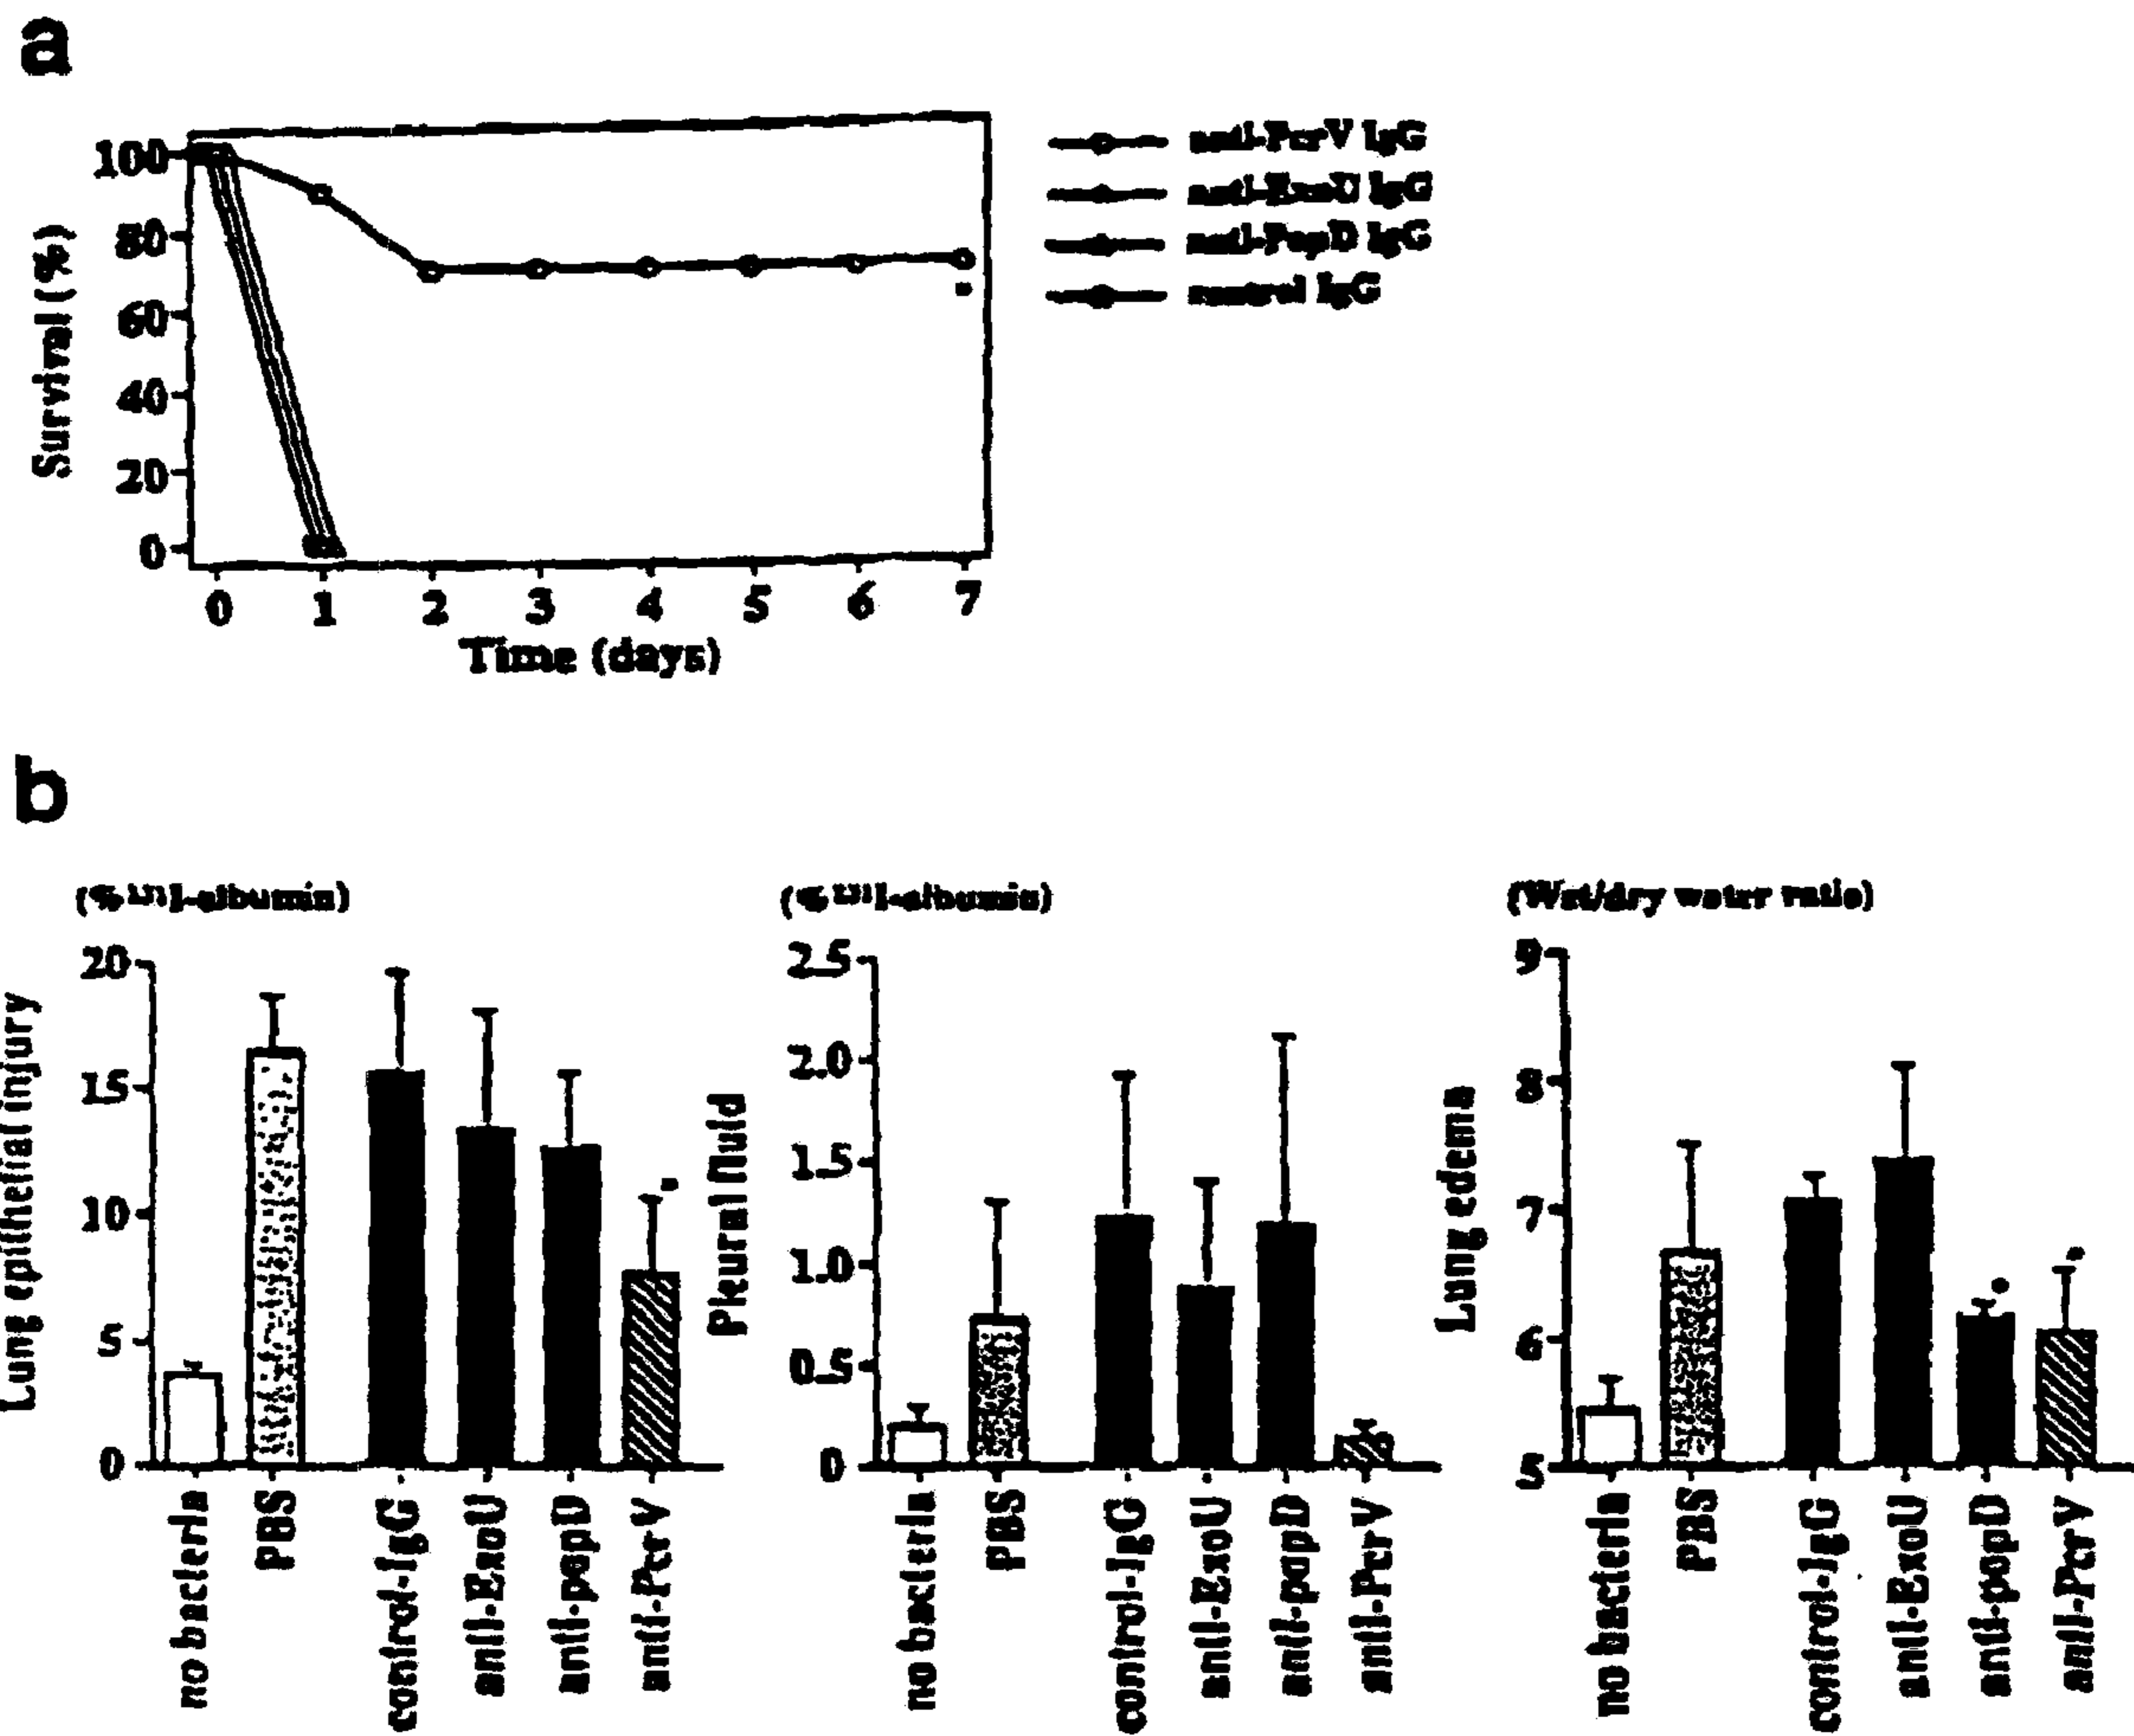 a
100
80
60
40
20
0
Survival (%)
0 1 2 3 4 5 6 7
Time (days)
anti-PcrV IgG
anti-ExoU IgG
anti-PopD IgG
control IgG
b
(% ¹³¹I-albumin)
20
15
10
5
0
Lung epithelial injury
no bacteria
PBS
control-IgG
anti-ExoU
anti-popD
anti-PcrV
(% ¹³¹I-albumin)
2.5
2.0
1.5
1.0
0.5
0
Pleural fluid
no bacteria
PBS
control-IgG
anti-ExoU
anti-popD
anti-PcrV
(Wet/dry water ratio)
9
8
7
6
5
Lung edema
no bacteria
PBS
control-IgG
anti-ExoU
anti-popD
anti-PcrV